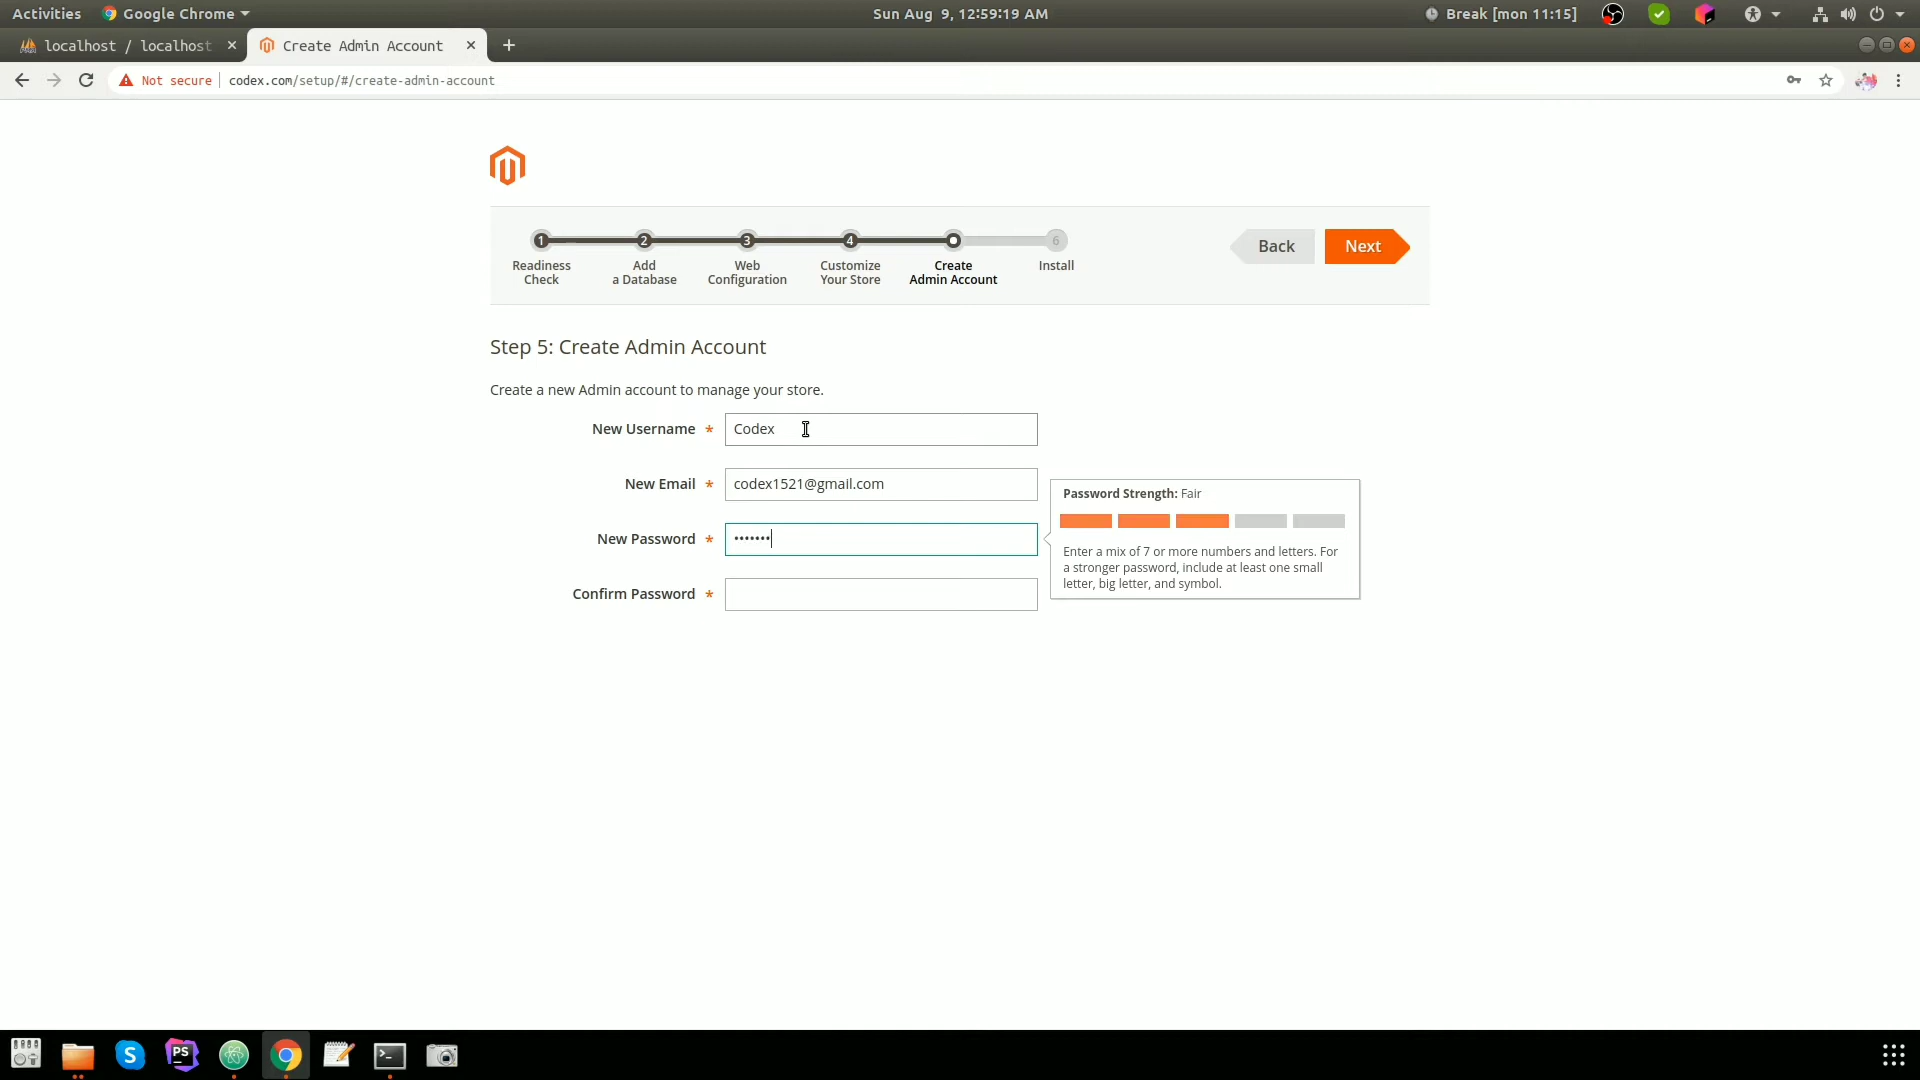 Activities Google Chrome Sun Aug 9, 12:59:19 AM Break [mon 11:15]
localhost / localhost Create Admin Account
Not secure codex.com/setup/#/create-admin-account
1 2 3 4 6
Readiness Check
Add a Database
Web Configuration
Customize Your Store
Create Admin Account
Install
Back Next
Step 5: Create Admin Account
Create a new Admin account to manage your store.
New Username * Codex
New Email * codex1521@gmail.com
Password Strength: Fair
New Password * •••••••
Enter a mix of 7 or more numbers and letters. For
a stronger password, include at least one small
letter, big letter, and symbol.
Confirm Password *
S PS